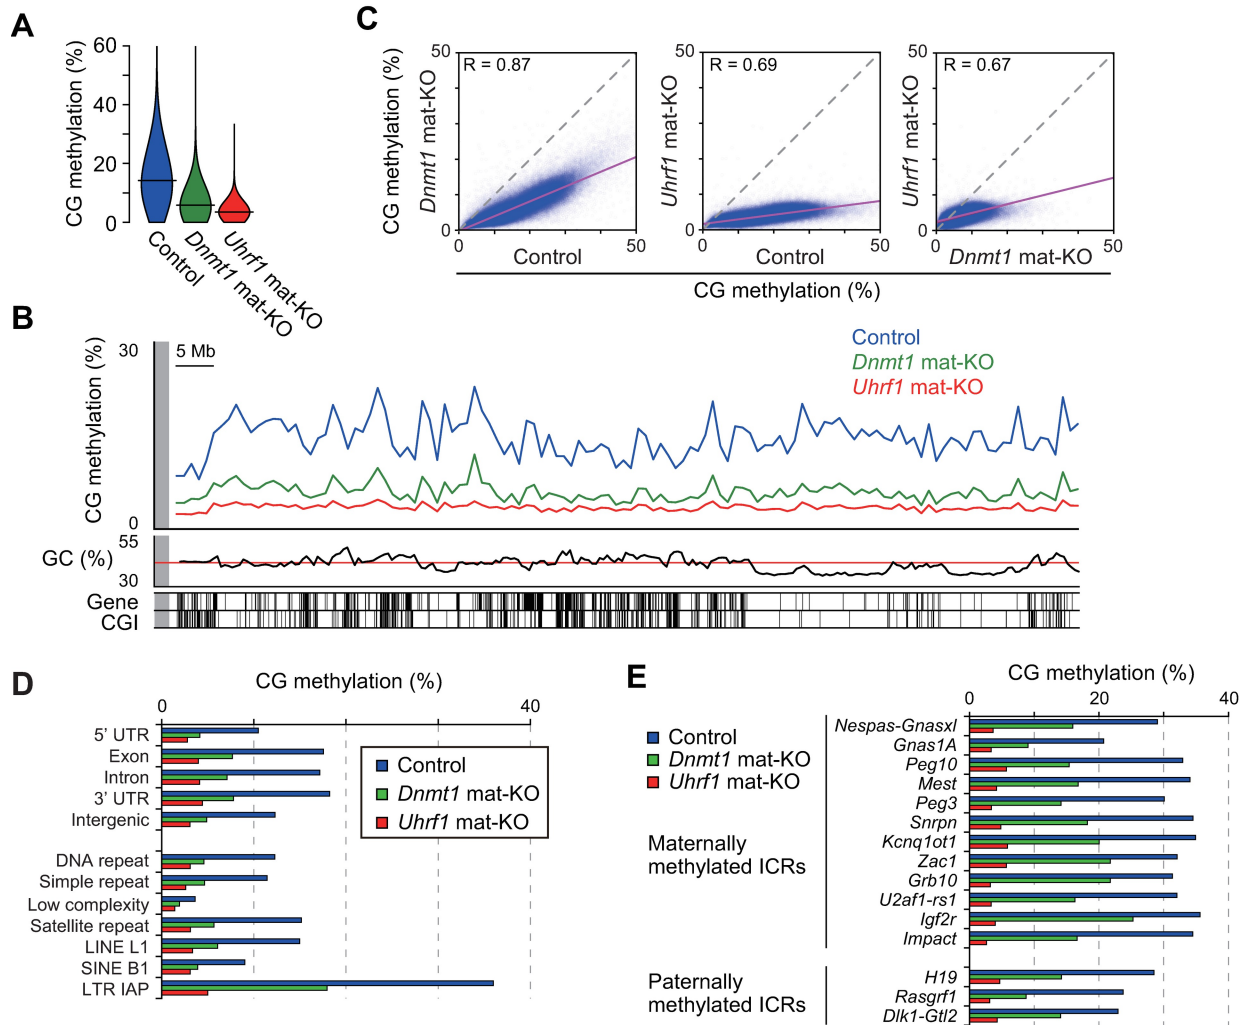 A
CG methylation (%)
60
40
20
0
Control
Dnmt1 mat-KO
Uhrf1 mat-KO
C
CG methylation (%)
Dnmt1 mat-KO
50
R = 0.87
0
0
50
Control
Uhrf1 mat-KO
50
R = 0.69
0
0
50
Control
Uhrf1 mat-KO
50
R = 0.67
0
0
50
Dnmt1 mat-KO
CG methylation (%)
B
CG methylation (%)
30
0
5 Mb
Control
Dnmt1 mat-KO
Uhrf1 mat-KO
GC (%)
55
30
Gene
CGI
D
CG methylation (%)
0
40
5’ UTR
Exon
Intron
3’ UTR
Intergenic
DNA repeat
Simple repeat
Low complexity
Satellite repeat
LINE L1
SINE B1
LTR IAP
Control
Dnmt1 mat-KO
Uhrf1 mat-KO
E
CG methylation (%)
0
20
40
Control
Dnmt1 mat-KO
Uhrf1 mat-KO
Maternally
methylated ICRs
Nespas-Gnasxl
Gnas1A
Peg10
Mest
Peg3
Snrpn
Kcnq1ot1
Zac1
Grb10
U2af1-rs1
Igf2r
Impact
Paternally
methylated ICRs
H19
Rasgrf1
Dlk1-Gtl2